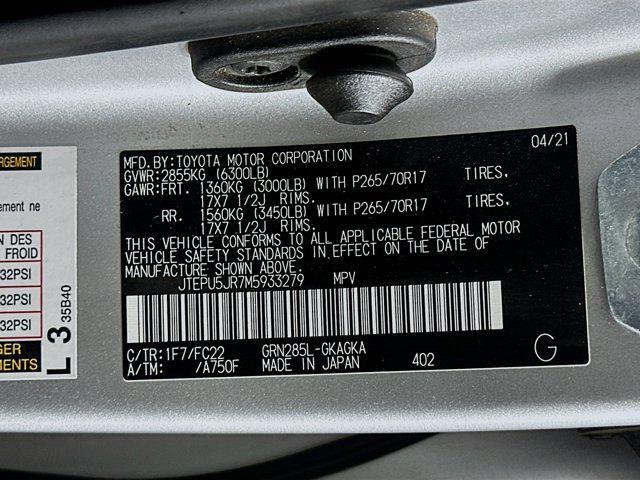 MFD.BY:TOYOTA MOTOR CORPORATION 04/21
GVWR:2855KG (6300LB)
GAWR:FRT. 1360KG (3000LB) WITH P265/70R17 TIRES,
17X7 1/2J RIMS.
RR. 1560KG (3450LB) WITH P265/70R17 TIRES,
17X7 1/2J RIMS.
THIS VEHICLE CONFORMS TO ALL APPLICABLE FEDERAL MOTOR
VEHICLE SAFETY STANDARDS IN EFFECT ON THE DATE OF
MANUFACTURE SHOWN ABOVE.
JTEPU5JR7M5933279 MPV
C/TR:1F7/FC22 GRN285L-GKAGKA
A/TM: /A750F MADE IN JAPAN 402
G
ement ne
N DES
FROID
32PSI
32PSI
32PSI
L 3 35B40